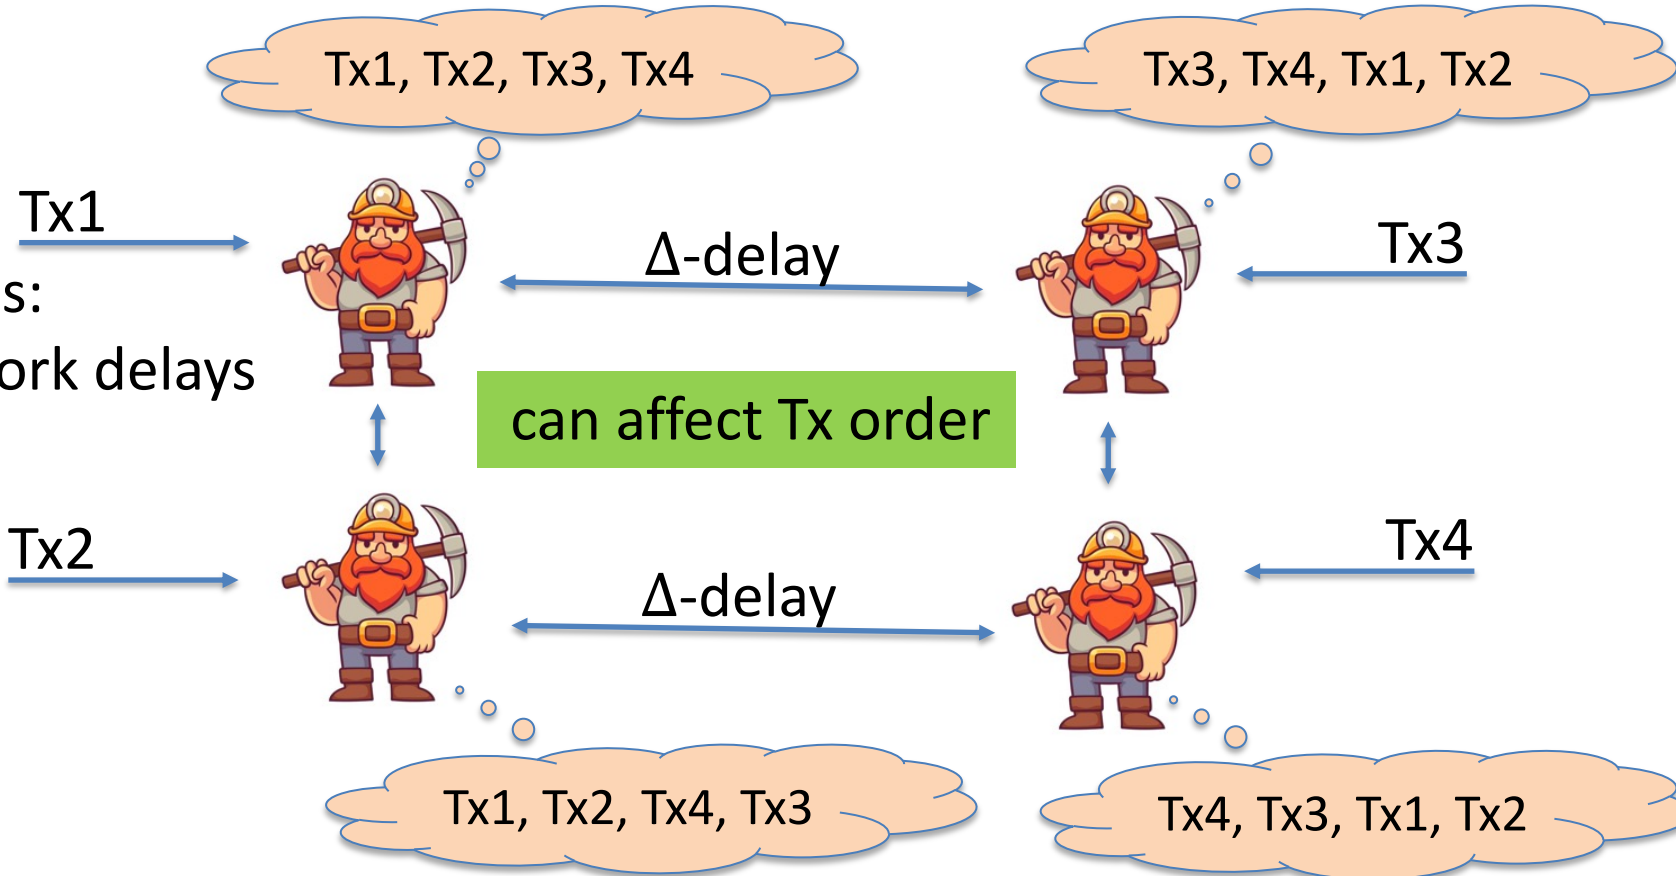 Tx1, Tx2, Tx3, Tx4
Tx3, Tx4, Tx1, Tx2
Tx1
Δ-delay
Tx3
s:
ork delays
can affect Tx order
Tx2
Δ-delay
Tx4
Tx1, Tx2, Tx4, Tx3
Tx4, Tx3, Tx1, Tx2